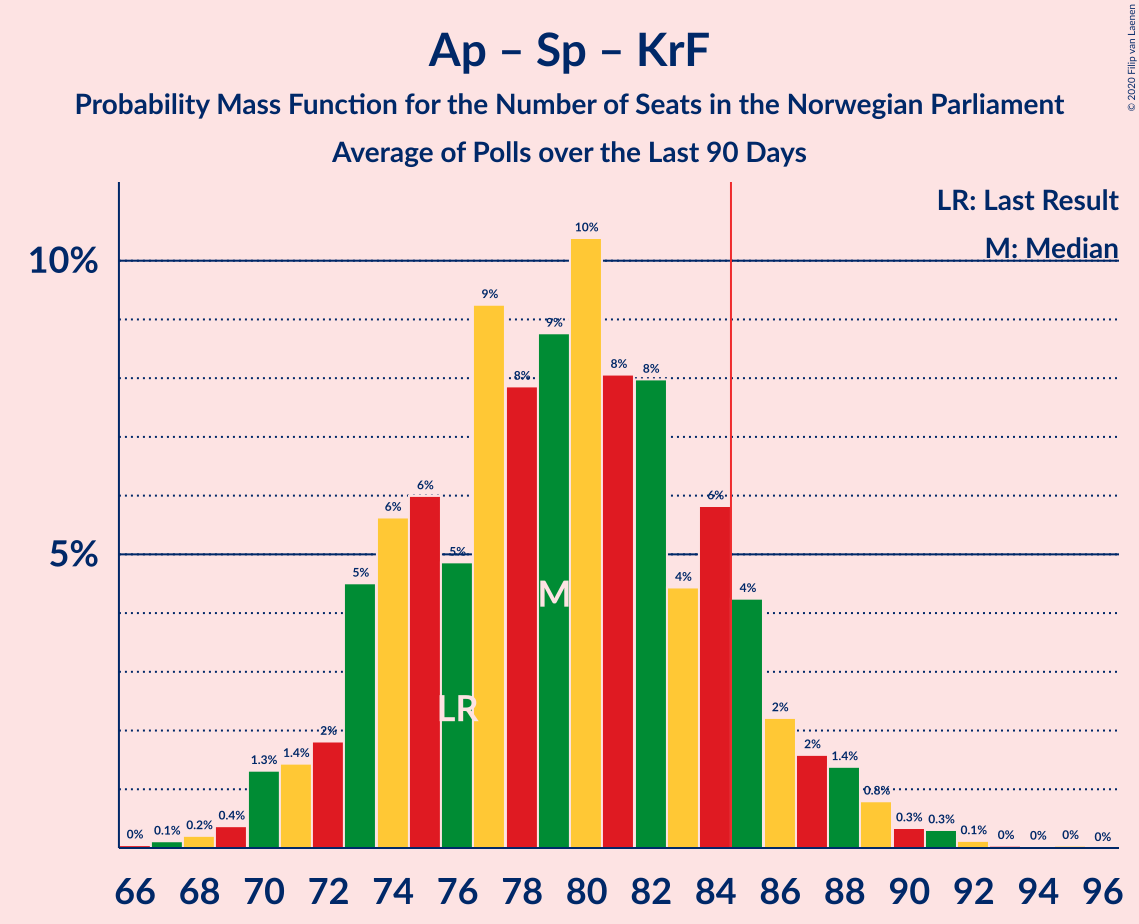 Ap – Sp – KrF
Probability Mass Function for the Number of Seats in the Norwegian Parliament
Average of Polls over the Last 90 Days
© 2020 Filip van Laenen
LR: Last Result
M: Median
10%
5%
0% 0.1% 0.2% 0.4% 1.3% 1.4% 2% 5% 6% 6% 5% 9% 8% 9% 10% 8% 8% 4% 6% 4% 2% 2% 1.4% 0.8% 0.3% 0.3% 0.1% 0% 0% 0% 0%
M
LR
66 68 70 72 74 76 78 80 82 84 86 88 90 92 94 96